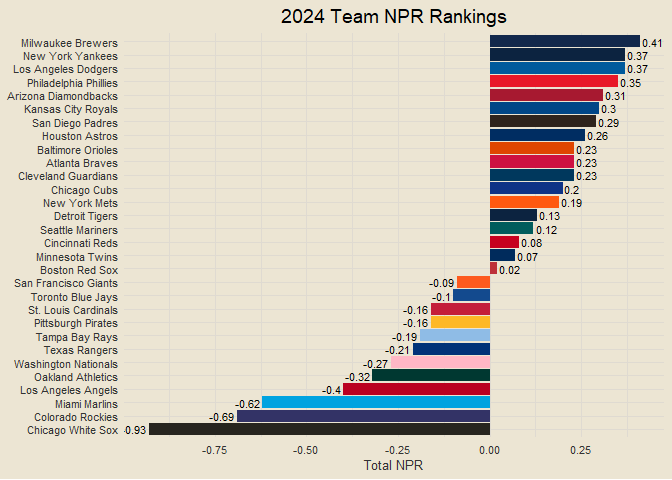 2024 Team NPR Rankings
Milwaukee Brewers 0.41
New York Yankees 0.37
Los Angeles Dodgers 0.37
Philadelphia Phillies 0.35
Arizona Diamondbacks 0.31
Kansas City Royals 0.3
San Diego Padres 0.29
Houston Astros 0.26
Baltimore Orioles 0.23
Atlanta Braves 0.23
Cleveland Guardians 0.23
Chicago Cubs 0.2
New York Mets 0.19
Detroit Tigers 0.13
Seattle Mariners 0.12
Cincinnati Reds 0.08
Minnesota Twins 0.07
Boston Red Sox 0.02
San Francisco Giants -0.09
Toronto Blue Jays -0.1
St. Louis Cardinals -0.16
Pittsburgh Pirates -0.16
Tampa Bay Rays -0.19
Texas Rangers -0.21
Washington Nationals -0.27
Oakland Athletics -0.32
Los Angeles Angels -0.4
Miami Marlins -0.62
Colorado Rockies -0.69
Chicago White Sox -0.93
-0.75 -0.50 -0.25 0.00 0.25
Total NPR